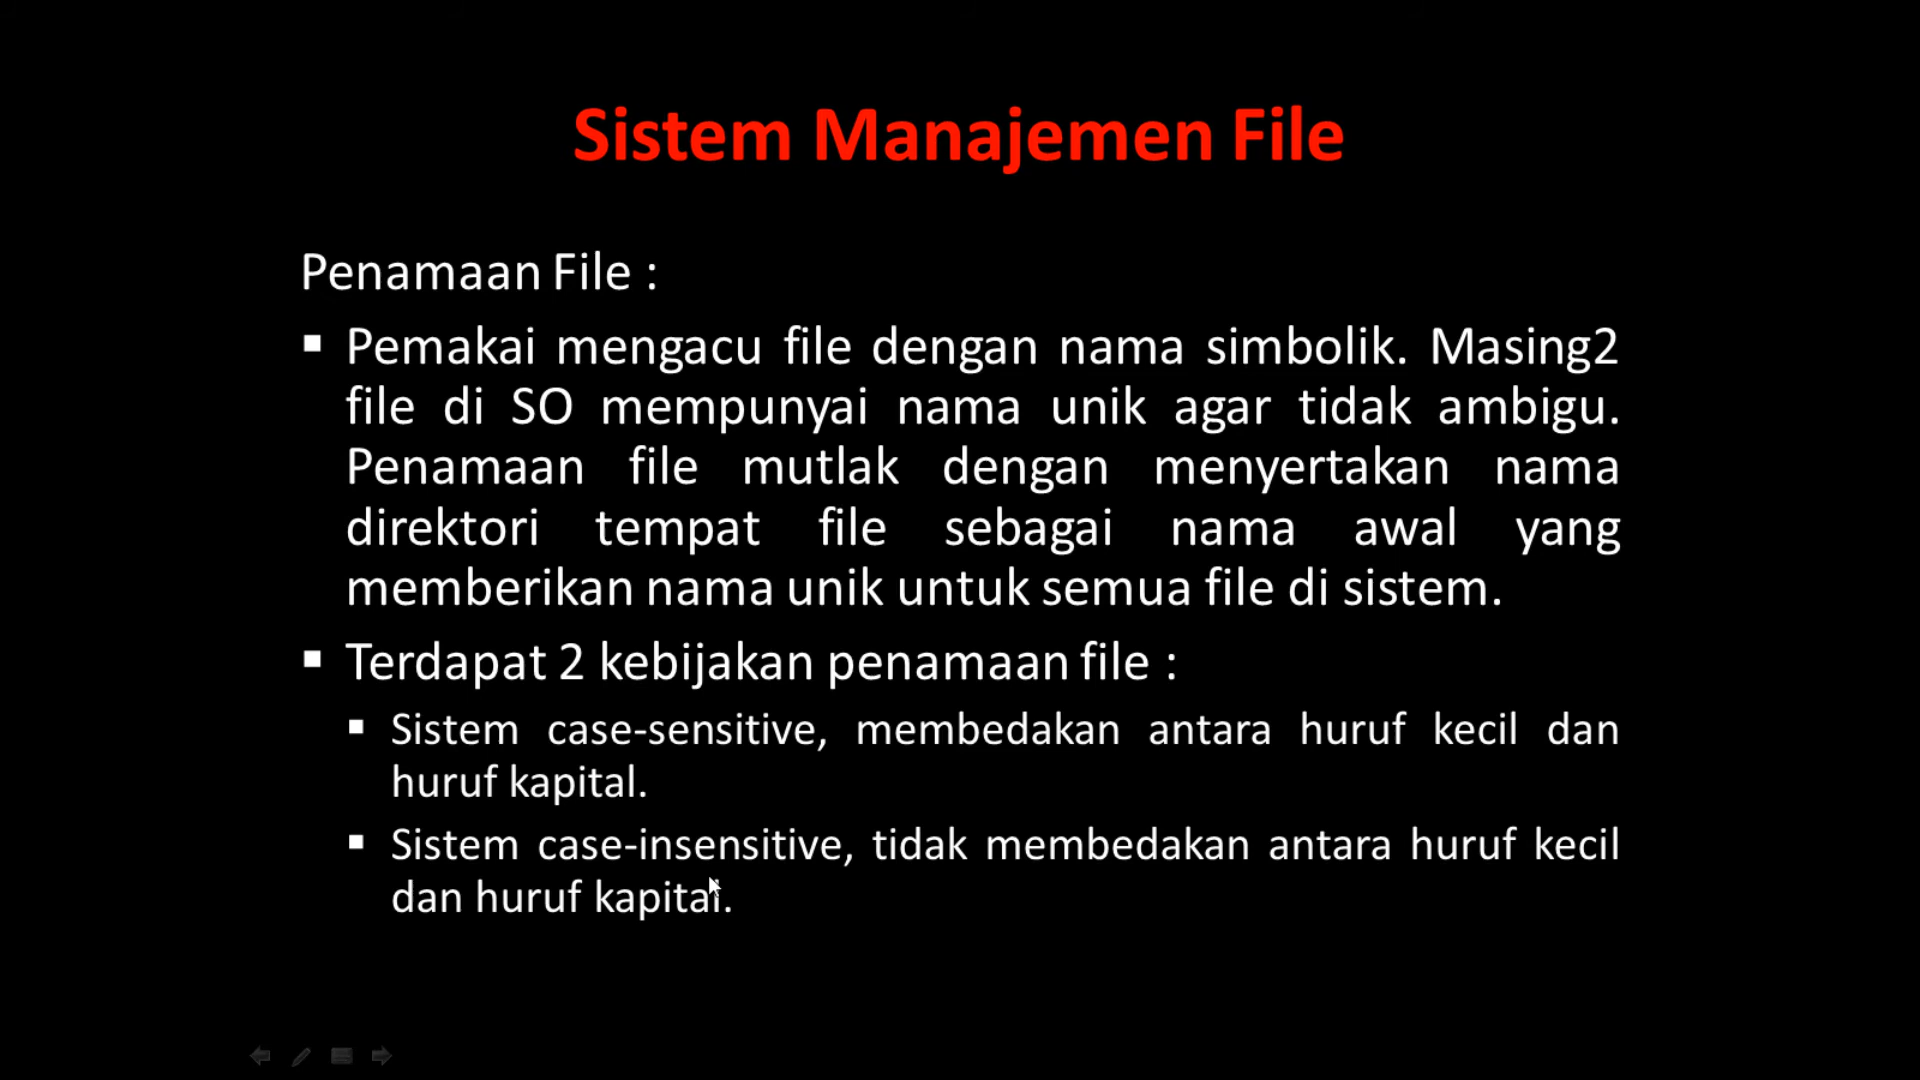 Sistem Manajemen File
Penamaan File :
Pemakai mengacu file dengan nama simbolik. Masing2
file di SO mempunyai nama unik agar tidak ambigu.
Penamaan file mutlak dengan menyertakan nama
direktori tempat file sebagai nama awal yang
memberikan nama unik untuk semua file di sistem.
Terdapat 2 kebijakan penamaan file :
Sistem case-sensitive, membedakan antara huruf kecil dan
huruf kapital.
Sistem case-insensitive, tidak membedakan antara huruf kecil
dan huruf kapital.